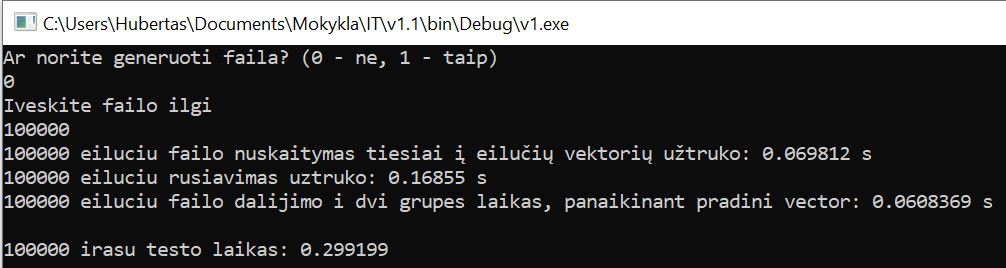 C:\Users\Hubertas\Documents\Mokykla\IT\v1.1\bin\Debug\v1.exe
Ar norite generuoti faila? (0 - ne, 1 - taip)
0
Iveskite failo ilgi
100000
100000 eiluciu failo nuskaitymas tiesiai į eilučių vektorių užtruko: 0.069812 s
100000 eiluciu rusiavimas uztruko: 0.16855 s
100000 eiluciu failo dalijimo i dvi grupes laikas, panaikinant pradini vector: 0.0608369 s
100000 irasu testo laikas: 0.299199